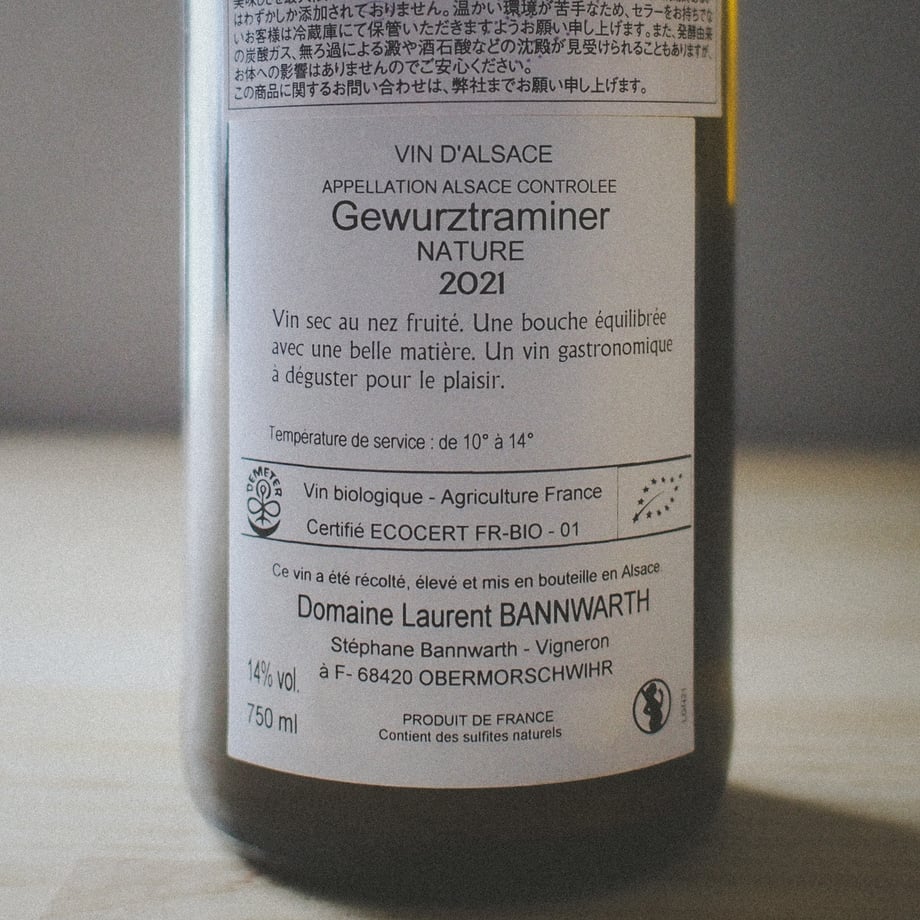 はわずかしか添加されておりません。温かい環境が苦手なため、セラーをお持ちでな
いお客様は冷蔵庫にて保管いただきますようお願い申し上げます。また、発酵由来
の炭酸ガス、無ろ過による澱や酒石酸などの沈殿が見受けられることもありますが、
お体への影響はありませんのでご安心ください。
この商品に関するお問い合わせは、弊社までお願い申し上げます。
VIN D'ALSACE
APPELLATION ALSACE CONTROLEE
Gewurztraminer
NATURE
2021
Vin sec au nez fruité. Une bouche équilibrée
avec une belle matière. Un vin gastronomique
à déguster pour le plaisir.
Température de service : de 10° à 14°
DEMETER
Vin biologique - Agriculture France
Certifié ECOCERT FR-BIO - 01
Ce vin a été récolté, élevé et mis en bouteille en Alsace.
Domaine Laurent BANNWARTH
Stéphane Bannwarth - Vigneron
à F- 68420 OBERMORSCHWIHR
14% vol.
750 ml
PRODUIT DE FRANCE
Contient des sulfites naturels